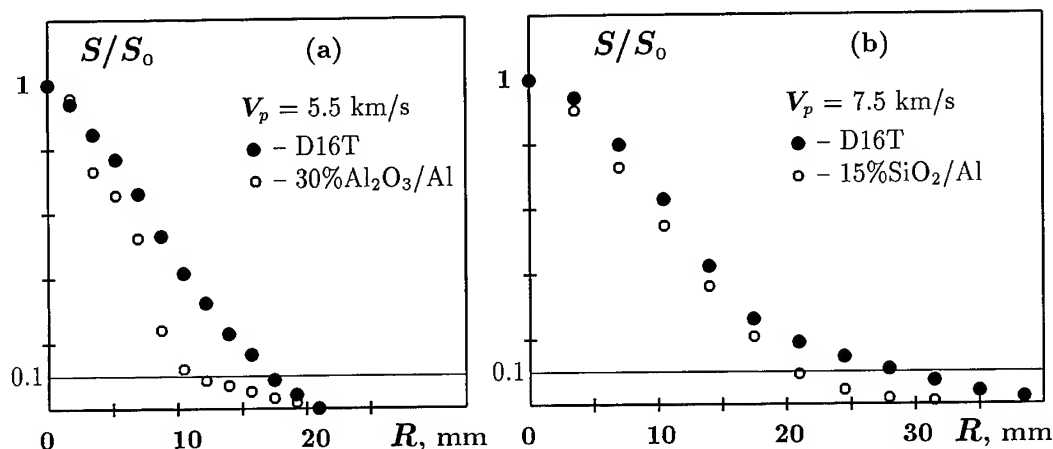 S/S₀ (a)
1
Vₚ = 5.5 km/s
● – D16T
○ – 30%Al₂O₃/Al
0.1
0 10 20 R, mm
S/S₀ (b)
1
Vₚ = 7.5 km/s
● – D16T
○ – 15%SiO₂/Al
0.1
0 10 20 30 R, mm